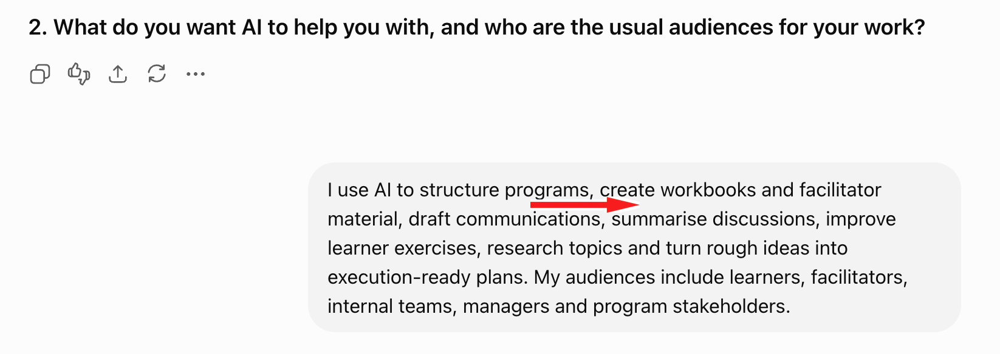 2. What do you want AI to help you with, and who are the usual audiences for your work?
I use AI to structure programs, create workbooks and facilitator
material, draft communications, summarise discussions, improve
learner exercises, research topics and turn rough ideas into
execution-ready plans. My audiences include learners, facilitators,
internal teams, managers and program stakeholders.